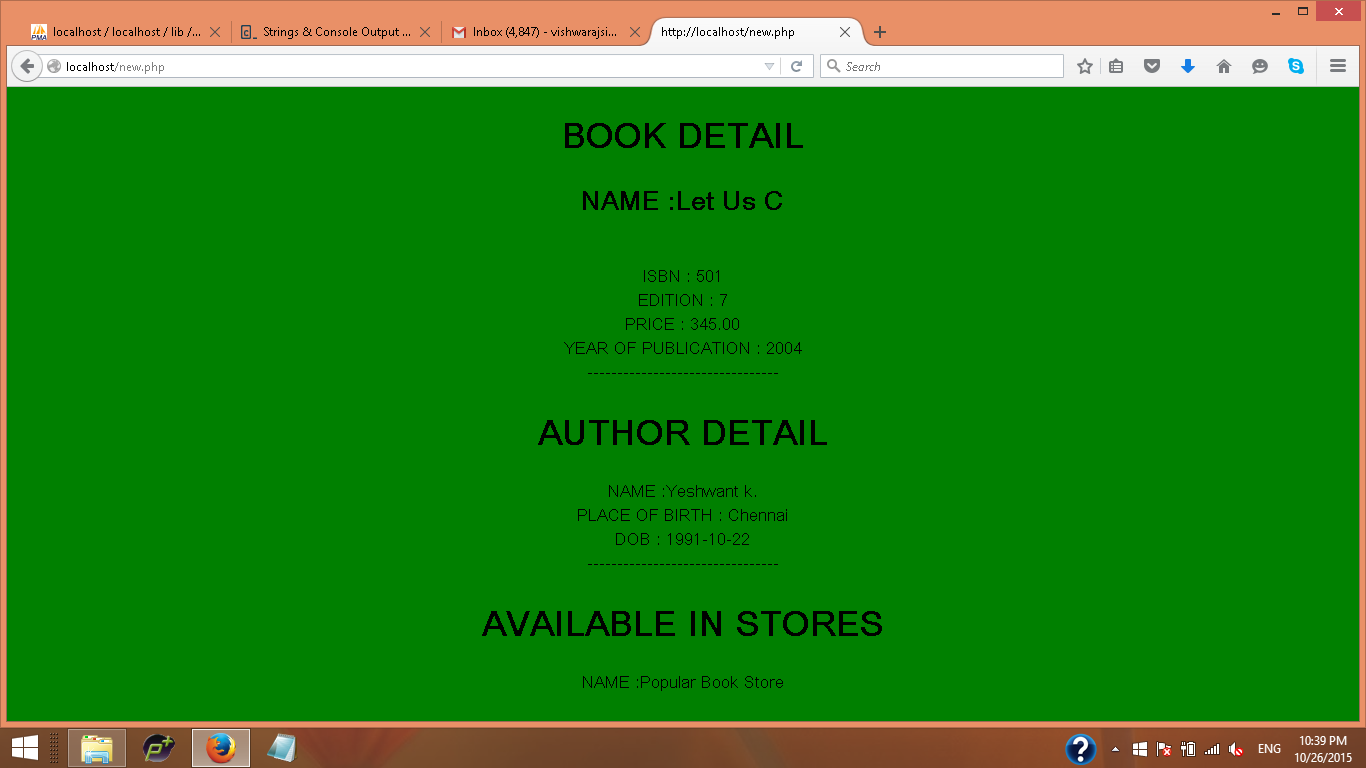 localhost / localhost / lib /...
Strings & Console Output ...
Inbox (4,847) - vishwarajsi...
http://localhost/new.php
localhost/new.php
Search
BOOK DETAIL
NAME :Let Us C
ISBN : 501
EDITION : 7
PRICE : 345.00
YEAR OF PUBLICATION : 2004
--------------------------------
AUTHOR DETAIL
NAME :Yeshwant k.
PLACE OF BIRTH : Chennai
DOB : 1991-10-22
--------------------------------
AVAILABLE IN STORES
NAME :Popular Book Store
ENG
10:39 PM
10/26/2015